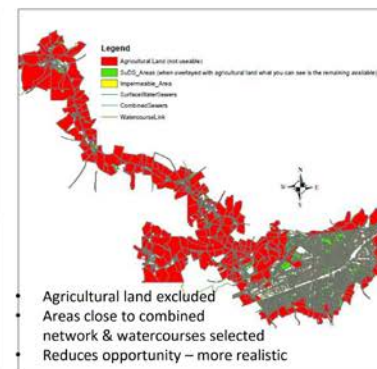 Legend
Agricultural Land (not useable)
SuDS_Areas (when overlayed with agricultural land what you can see is the remaining available)
Impermeable_Area
SurfaceWaterSewers
CombinedSewers
WatercourseLink
N
W E
S
• Agricultural land excluded
• Areas close to combined
network & watercourses selected
• Reduces opportunity – more realistic